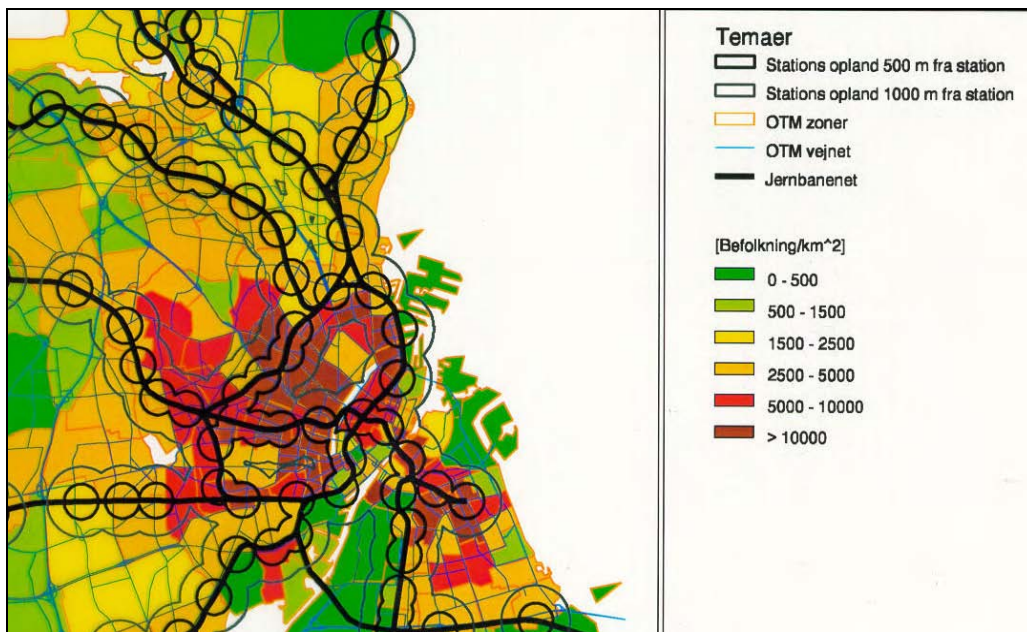 Temaer
Stations opland 500 m fra station
Stations opland 1000 m fra station
OTM zoner
OTM vejnet
Jernbanenet
[Befolkning/km^2]
0 - 500
500 - 1500
1500 - 2500
2500 - 5000
5000 - 10000
> 10000